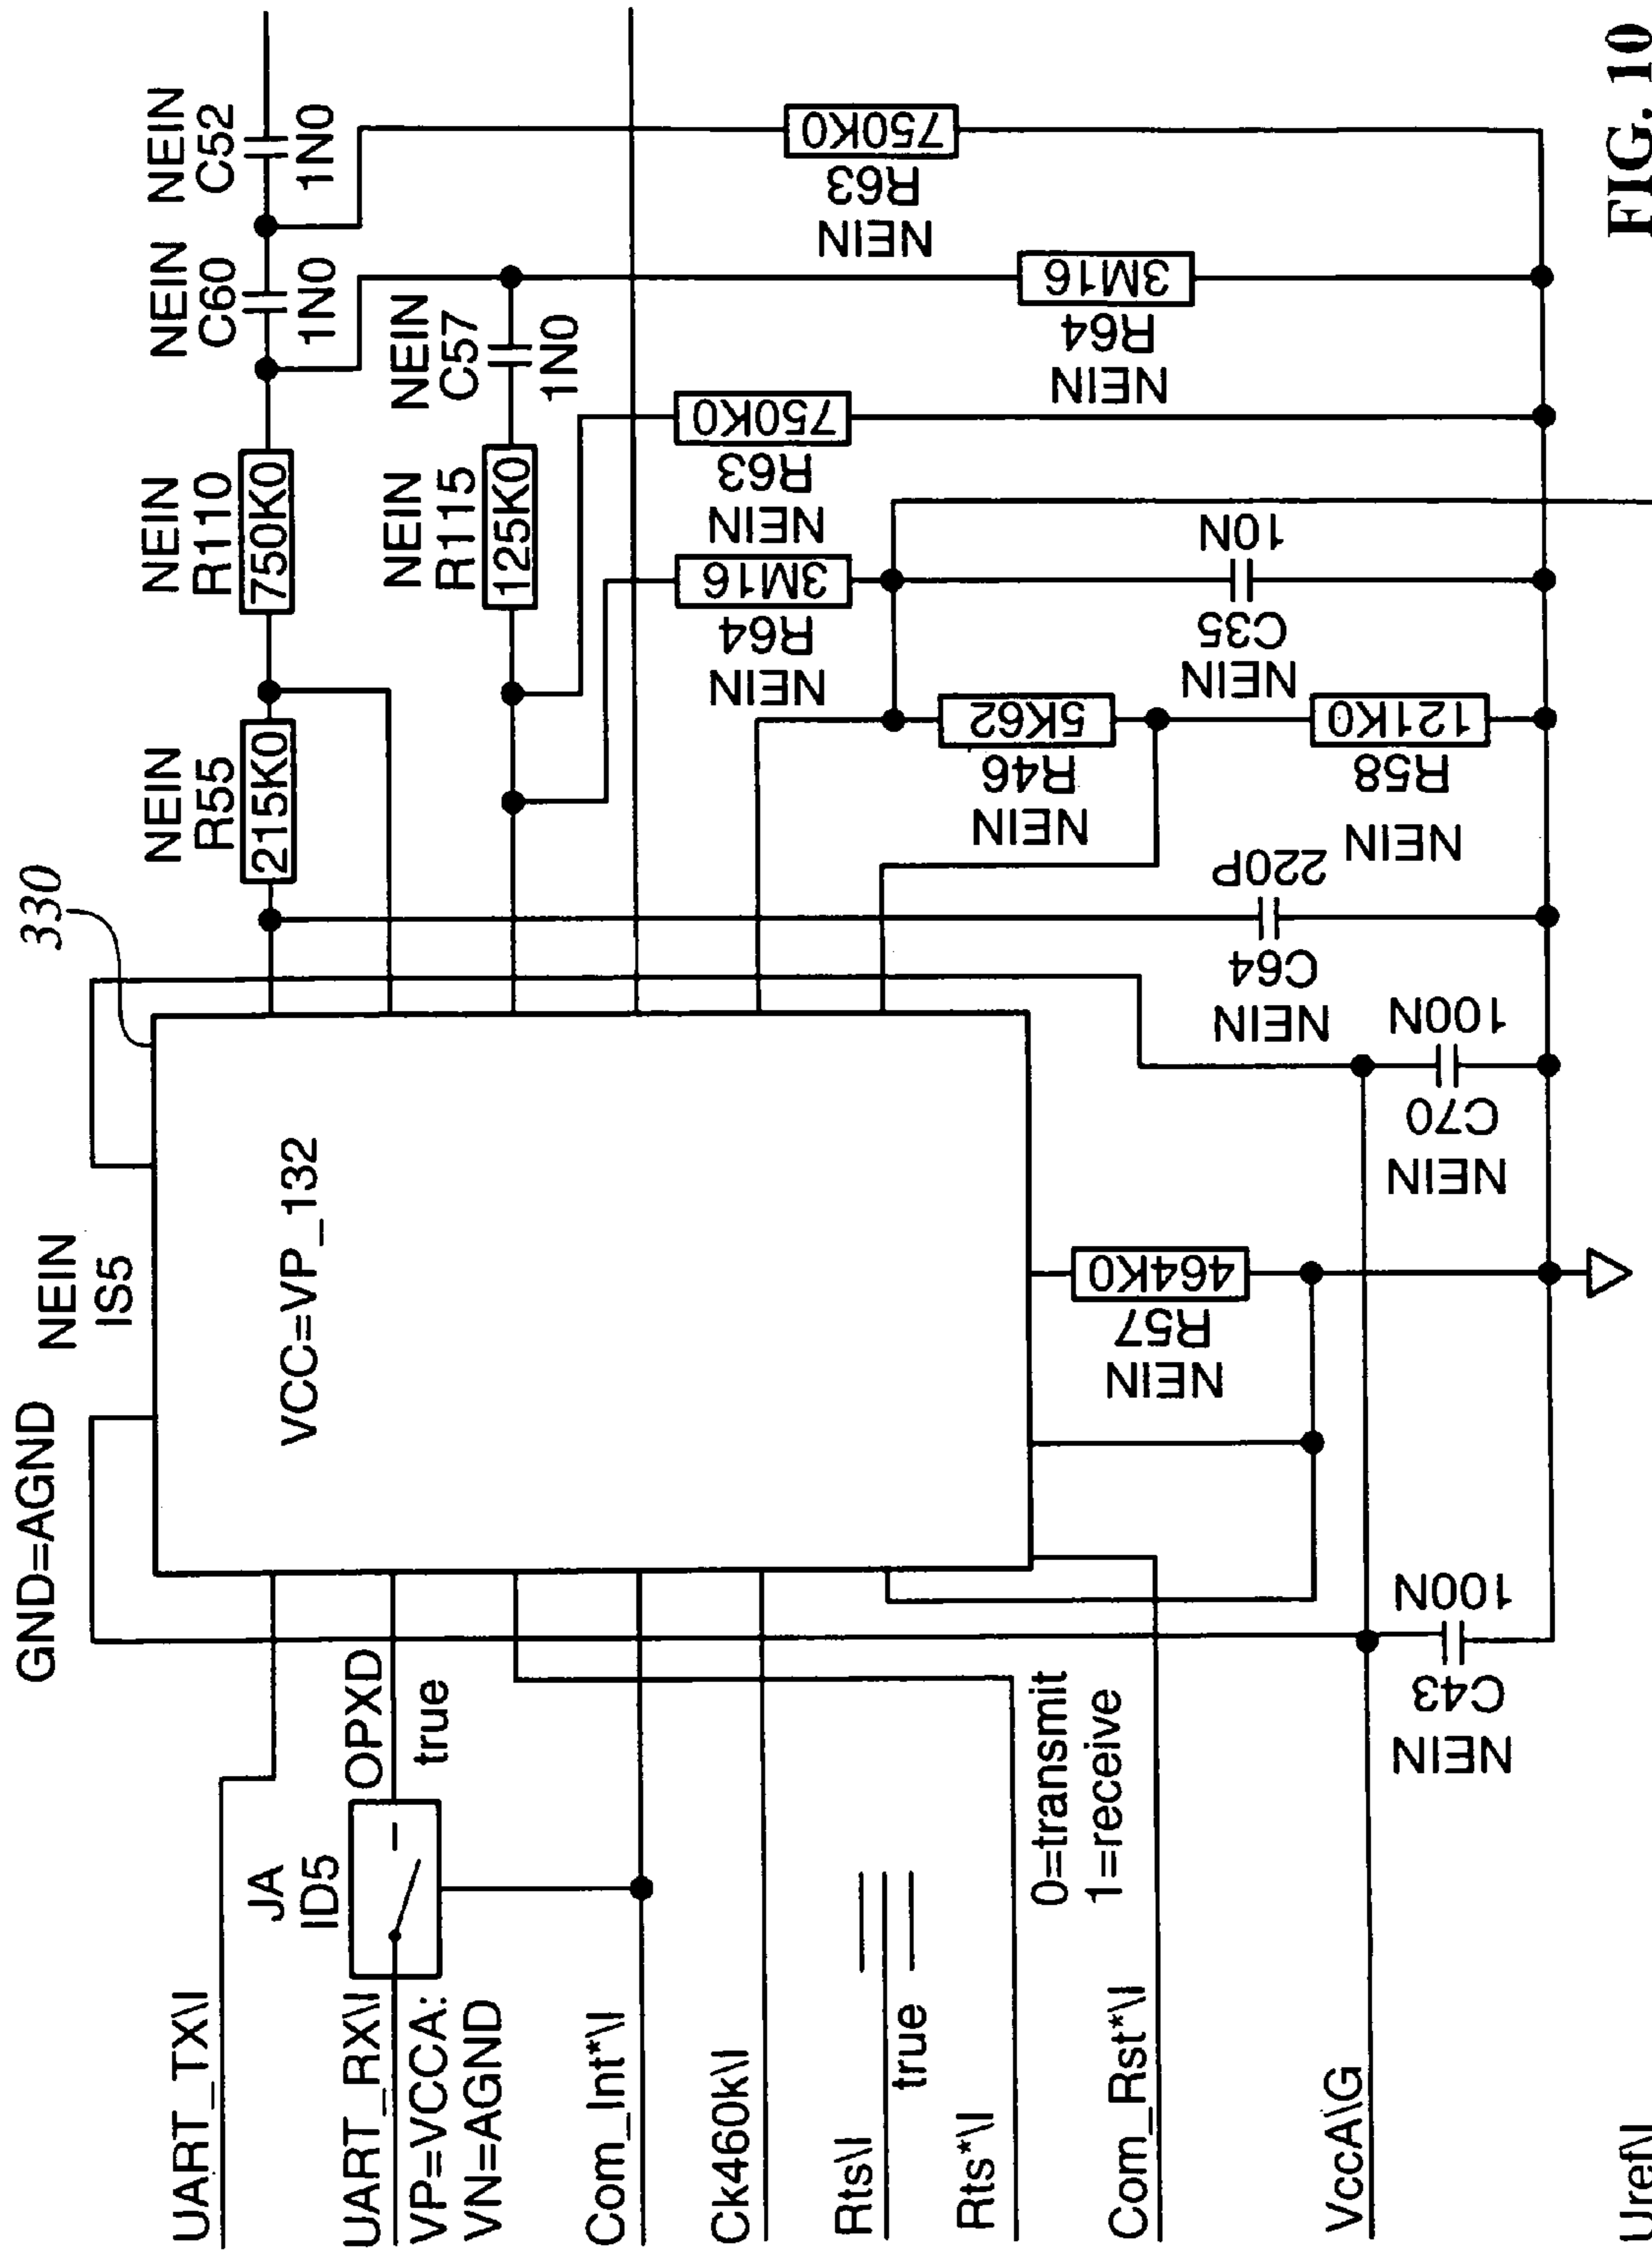 330
GND=AGND
NEIN
IS5
VCC=VP_132
NEIN
R55
215K0
NEIN
R110
750K0
NEIN
C60
1N0
NEIN
C52
1N0
NEIN
R115
125K0
NEIN
C57
1N0
750K0
R63
NEIN
3M16
R64
NEIN
750K0
R63
NEIN
3M16
R64
NEIN
10N
C35
NEIN
5K62
R46
NEIN
121K0
R58
NEIN
220P
C64
NEIN
100N
C70
NEIN
464K0
R57
NEIN
100N
C43
NEIN
UART_TX\I
JA
ID5
OPXD
true
UART_RX\I
VP=VCCA:
VN=AGND
Com_Int*\I
Ck460k\I
Rts\I
true
Rts*\I
0=transmit
1=receive
Com_Rst*\I
VccA\G
Uref\I
FIG. 10